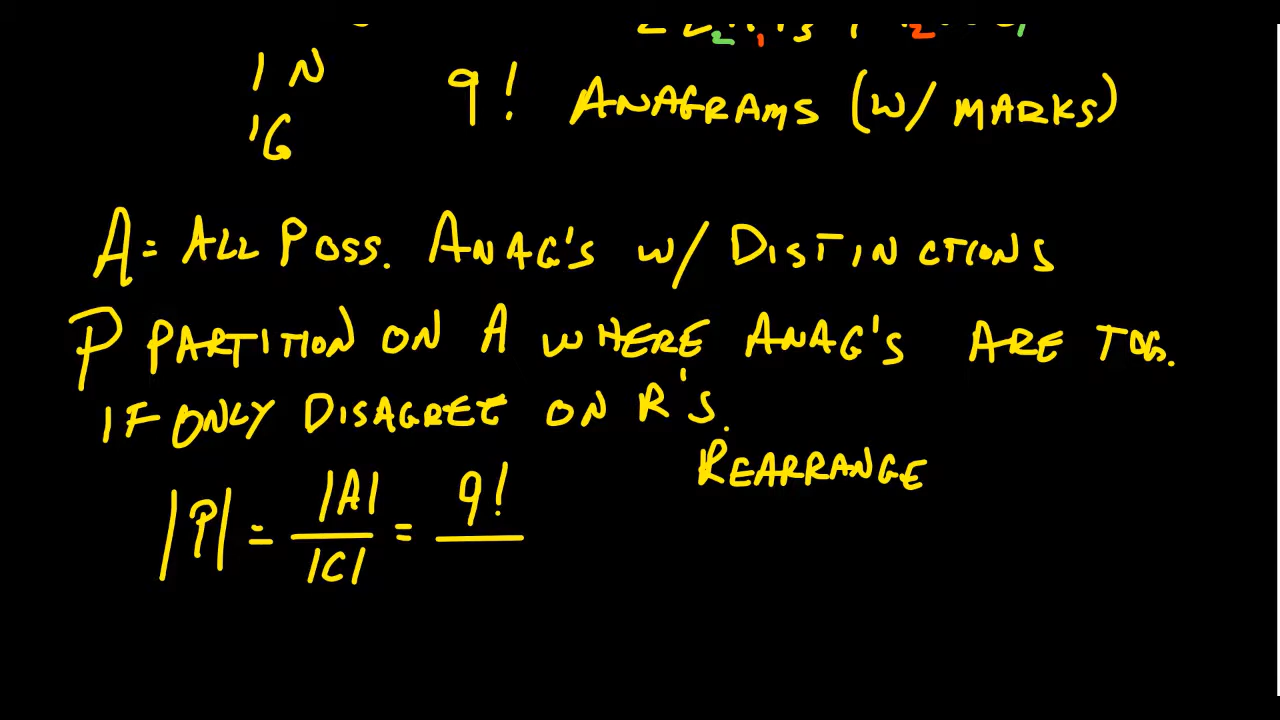 1 N
1 G
9! ANAGRAMS (W/ MARKS)
A = ALL POSS. ANAG'S W/ DISTINCTIONS
P PARTITION ON A WHERE ANAG'S ARE TOG.
IF ONLY DISAGREE ON R'S.
REARRANGE
|P| = |A| / |C| = 9!